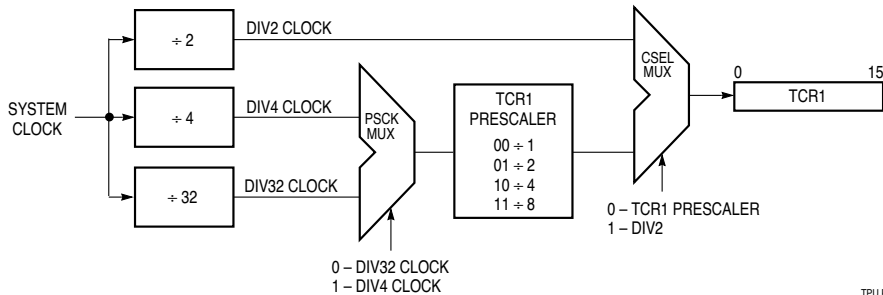 ÷ 2
DIV2 CLOCK
CSEL
MUX
0 15
TCR1
SYSTEM
CLOCK
÷ 4
DIV4 CLOCK
PSCK
MUX
TCR1
PRESCALER
00 ÷ 1
01 ÷ 2
10 ÷ 4
11 ÷ 8
÷ 32
DIV32 CLOCK
0 – TCR1 PRESCALER
1 – DIV2
0 – DIV32 CLOCK
1 – DIV4 CLOCK